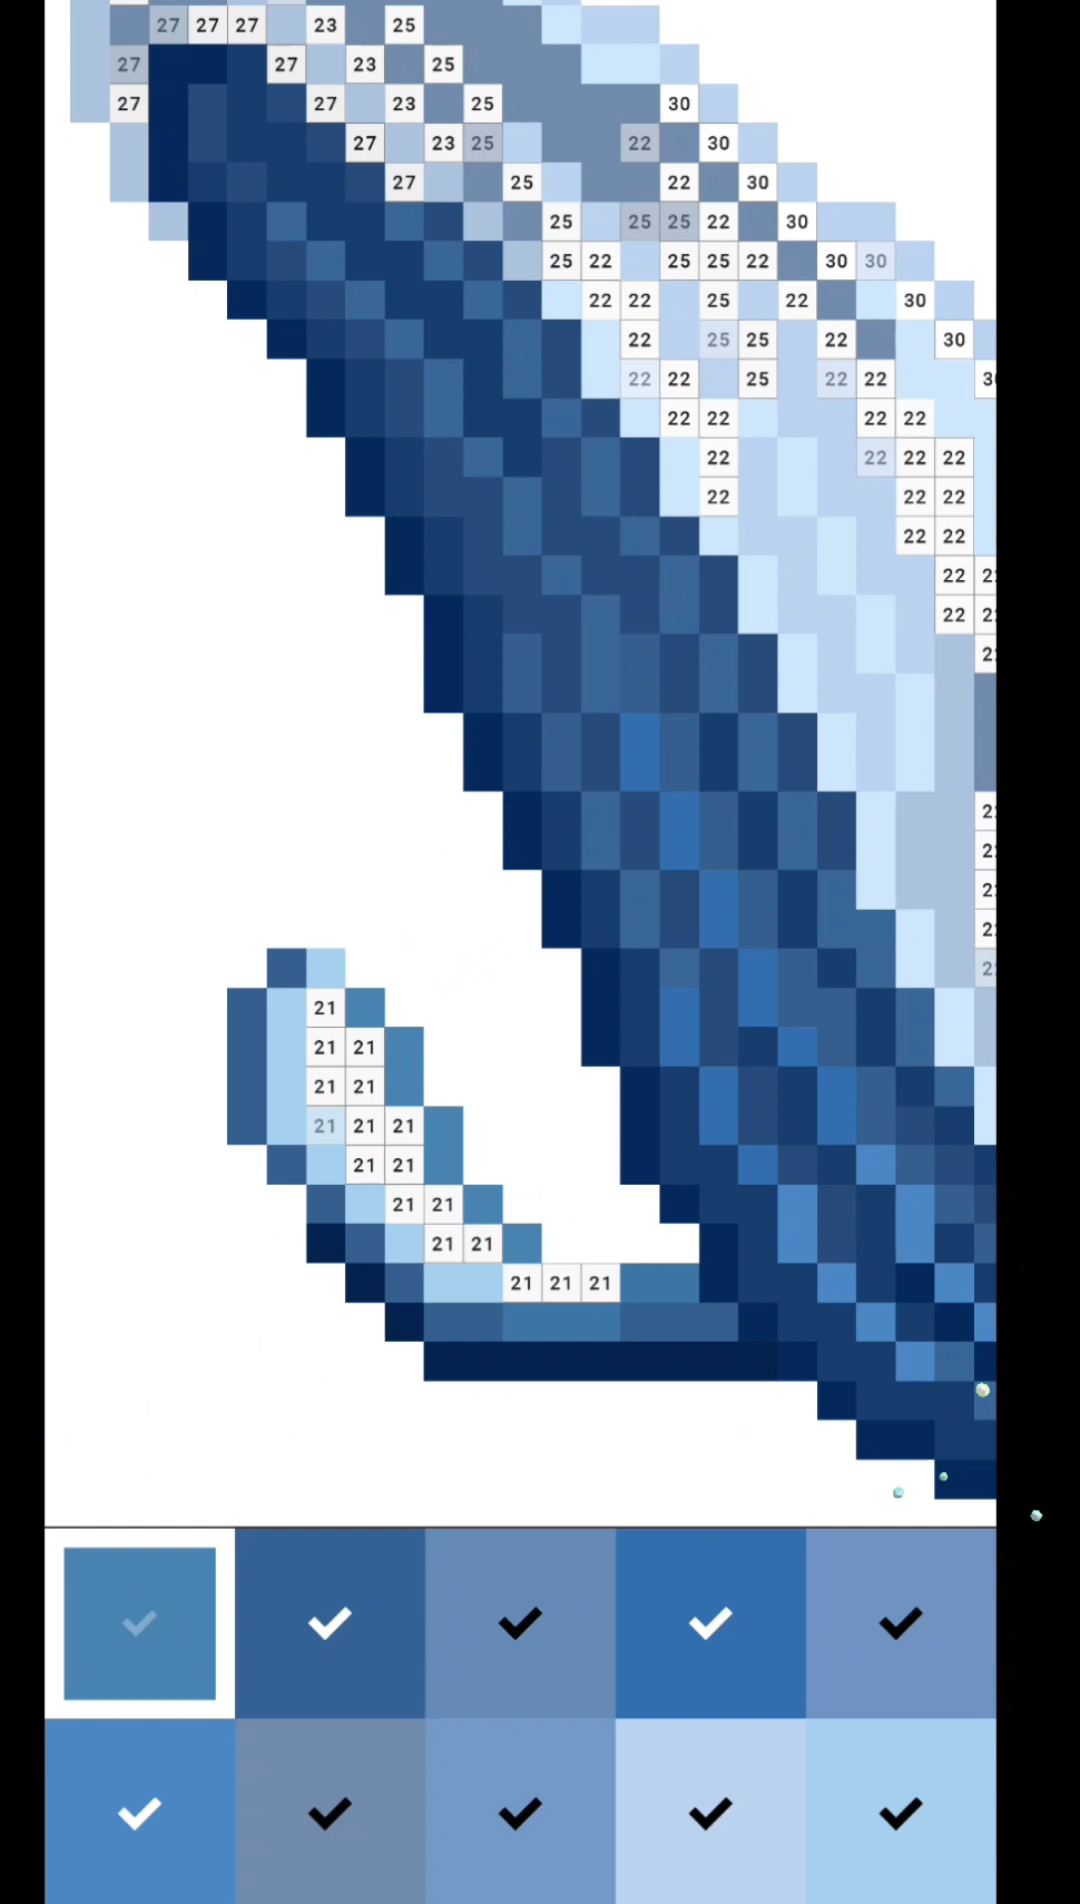 27 27 27 23 25
27 27 23 25
27 27 23 25 30
27 23 25 22 30
27 25 22 30
25 25 25 22 30
25 22 25 25 22 30 30
22 22 25 22 30
22 25 25 22 30
22 22 25 22 22
22 22 22 22
22 22 22 22
22 22 22
22 22
22
22
21
21 21
21 21
21 21 21
21 21
21 21
21 21
21 21 21